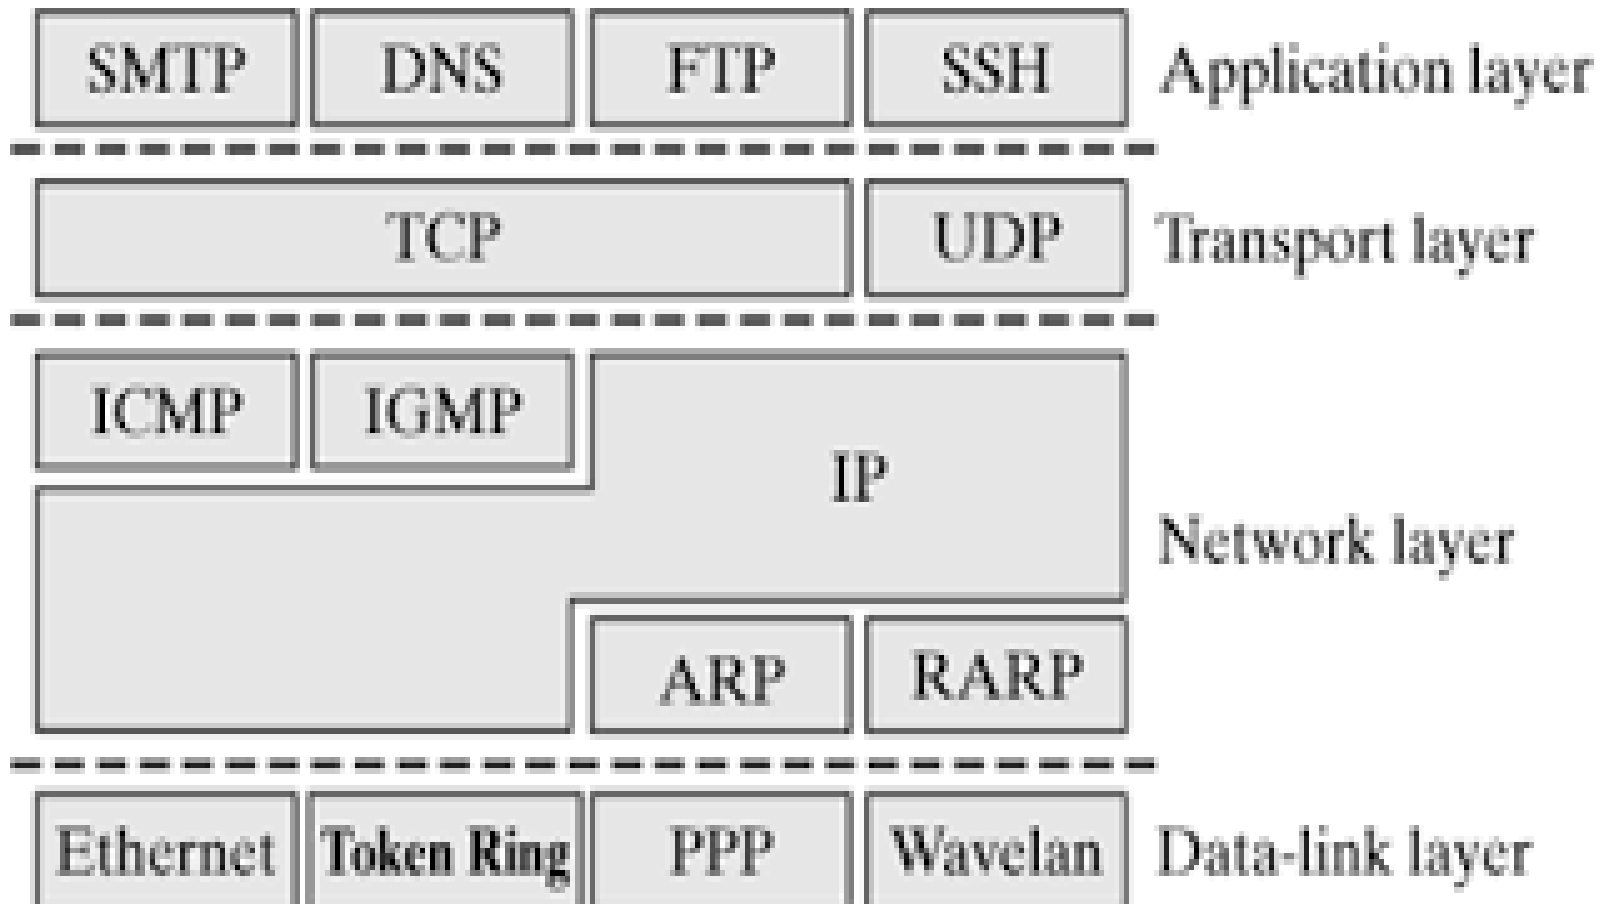 SMTP DNS FTP SSH Application layer
TCP UDP Transport layer
ICMP IGMP
IP
Network layer
ARP RARP
Ethernet Token Ring PPP Wavelan Data-link layer